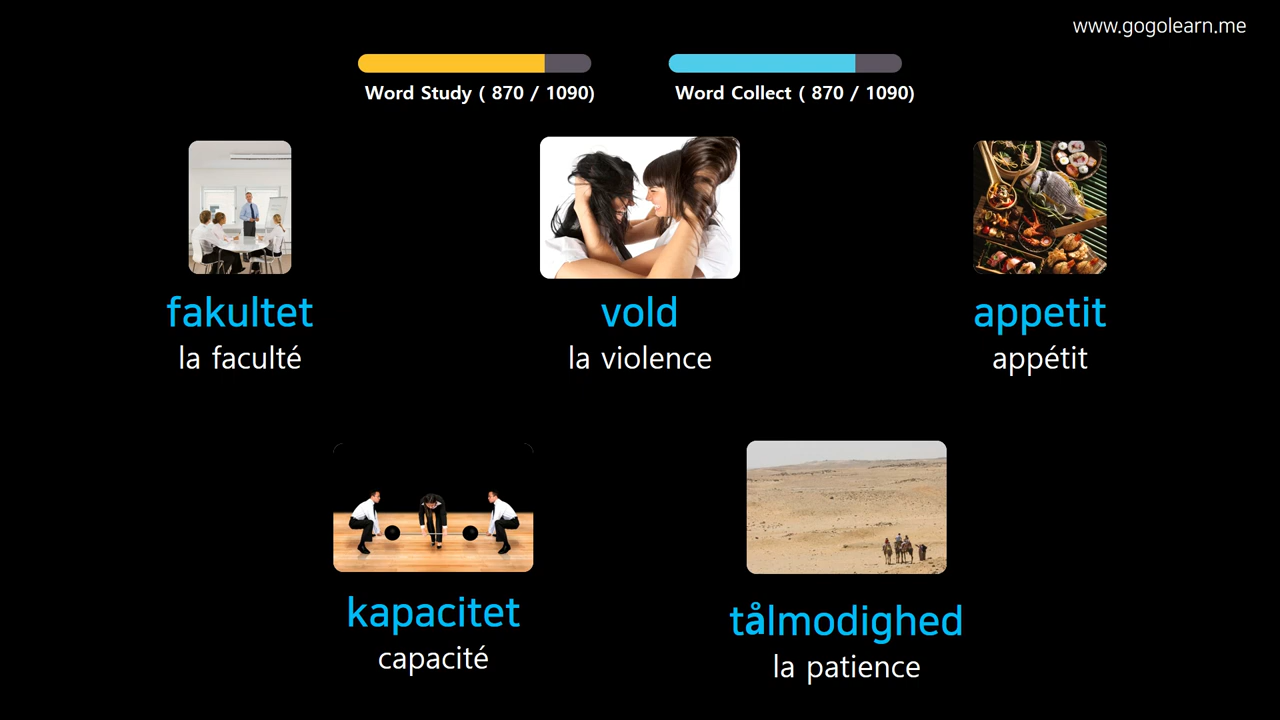 www.gogolearn.me
Word Study ( 870 / 1090)
Word Collect ( 870 / 1090)
fakultet
la faculté
vold
la violence
appetit
appétit
kapacitet
capacité
tålmodighed
la patience